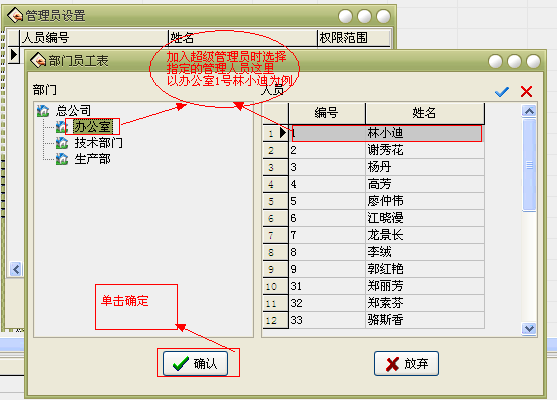 管理员设置
人员编号 姓名 权限范围
部门员工表
加入超级管理员时选择
指定的管理人员这里
以办公室1号林小迪为例
部门 人员
总公司
办公室
技术部门
生产部
编号 姓名
1 1 林小迪
2 2 谢秀花
3 3 杨丹
4 4 高芳
5 5 廖仲伟
6 6 江晓漫
7 7 龙景长
8 8 李绒
9 9 郭红艳
10 31 郑丽芳
11 32 郑素芬
12 33 骆斯香
单击确定
确认 放弃